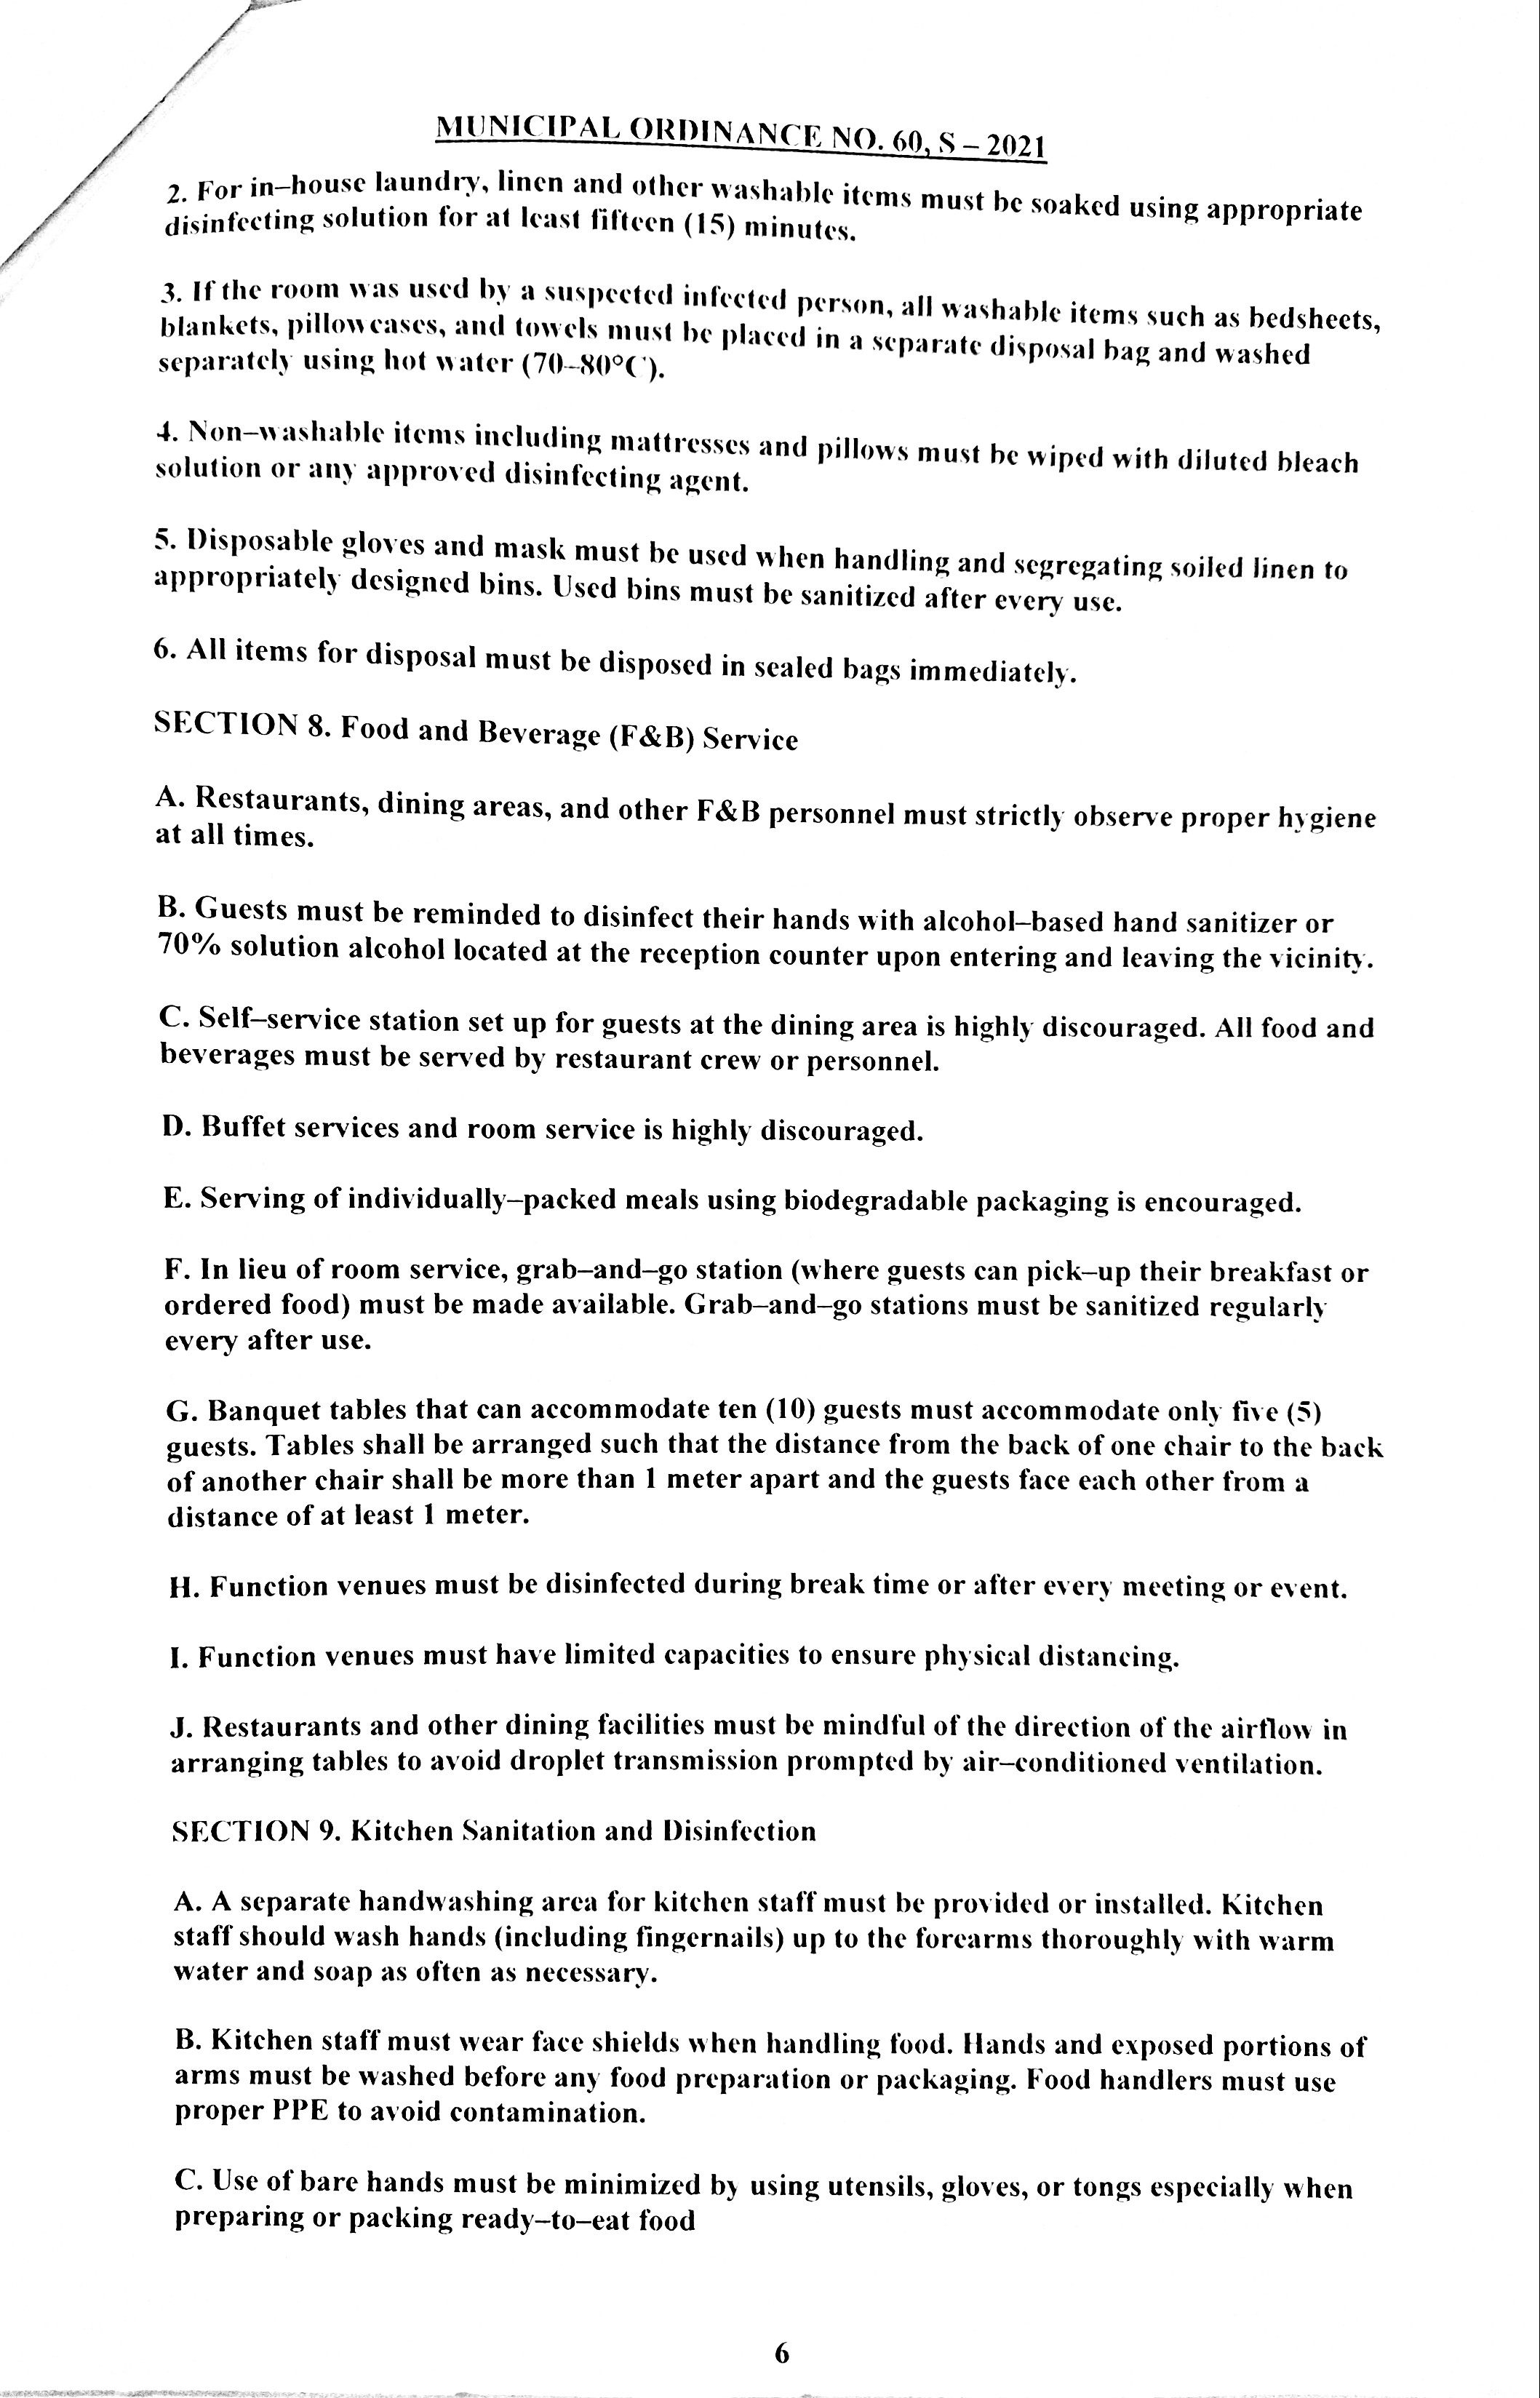 MUNICIPAL ORDINANCE NO. 60, S – 2021
2. For in–house laundry, linen and other washable items must be soaked using appropriate
disinfecting solution for at least fifteen (15) minutes.
3. If the room was used by a suspected infected person, all washable items such as bedsheets,
blankets, pillowcases, and towels must be placed in a separate disposal bag and washed
separately using hot water (70–80°C).
4. Non–washable items including mattresses and pillows must be wiped with diluted bleach
solution or any approved disinfecting agent.
5. Disposable gloves and mask must be used when handling and segregating soiled linen to
appropriately designed bins. Used bins must be sanitized after every use.
6. All items for disposal must be disposed in sealed bags immediately.
SECTION 8. Food and Beverage (F&B) Service
A. Restaurants, dining areas, and other F&B personnel must strictly observe proper hygiene
at all times.
B. Guests must be reminded to disinfect their hands with alcohol–based hand sanitizer or
70% solution alcohol located at the reception counter upon entering and leaving the vicinity.
C. Self–service station set up for guests at the dining area is highly discouraged. All food and
beverages must be served by restaurant crew or personnel.
D. Buffet services and room service is highly discouraged.
E. Serving of individually–packed meals using biodegradable packaging is encouraged.
F. In lieu of room service, grab–and–go station (where guests can pick–up their breakfast or
ordered food) must be made available. Grab–and–go stations must be sanitized regularly
every after use.
G. Banquet tables that can accommodate ten (10) guests must accommodate only five (5)
guests. Tables shall be arranged such that the distance from the back of one chair to the back
of another chair shall be more than 1 meter apart and the guests face each other from a
distance of at least 1 meter.
H. Function venues must be disinfected during break time or after every meeting or event.
I. Function venues must have limited capacities to ensure physical distancing.
J. Restaurants and other dining facilities must be mindful of the direction of the airflow in
arranging tables to avoid droplet transmission prompted by air–conditioned ventilation.
SECTION 9. Kitchen Sanitation and Disinfection
A. A separate handwashing area for kitchen staff must be provided or installed. Kitchen
staff should wash hands (including fingernails) up to the forearms thoroughly with warm
water and soap as often as necessary.
B. Kitchen staff must wear face shields when handling food. Hands and exposed portions of
arms must be washed before any food preparation or packaging. Food handlers must use
proper PPE to avoid contamination.
C. Use of bare hands must be minimized by using utensils, gloves, or tongs especially when
preparing or packing ready–to–eat food
6